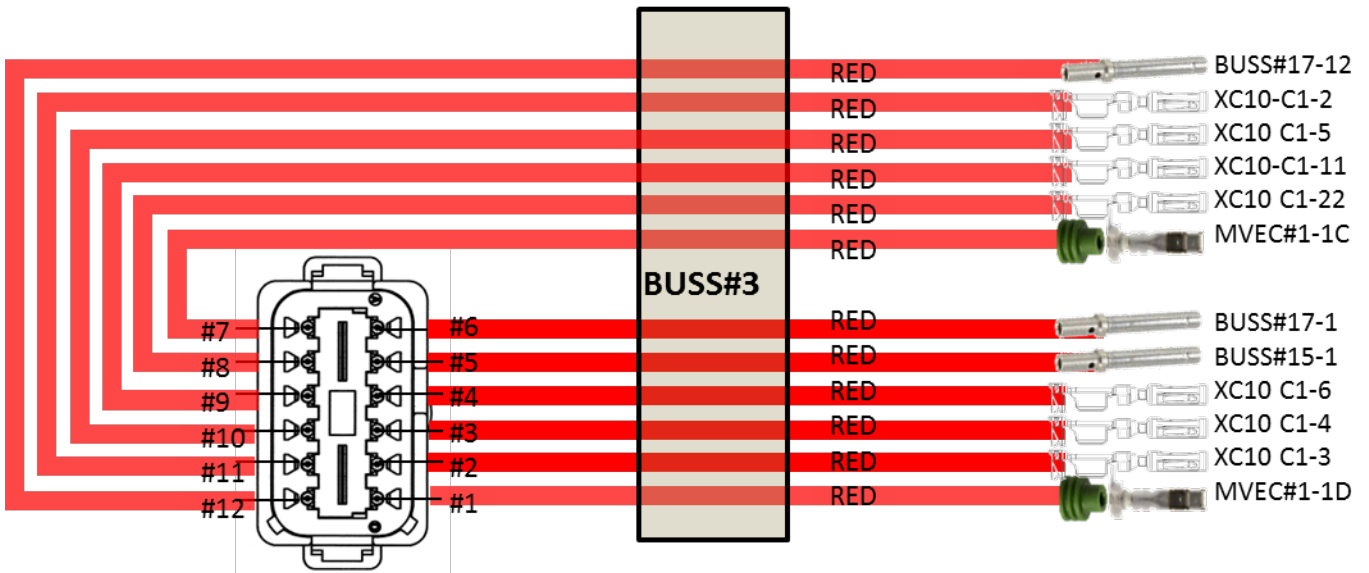 RED BUSS#17-12
RED XC10-C1-2
RED XC10 C1-5
RED XC10-C1-11
RED XC10 C1-22
RED MVEC#1-1C
BUSS#3
#7 #6 RED BUSS#17-1
#8 #5 RED BUSS#15-1
#9 #4 RED XC10 C1-6
#10 #3 RED XC10 C1-4
#11 #2 RED XC10 C1-3
#12 #1 RED MVEC#1-1D